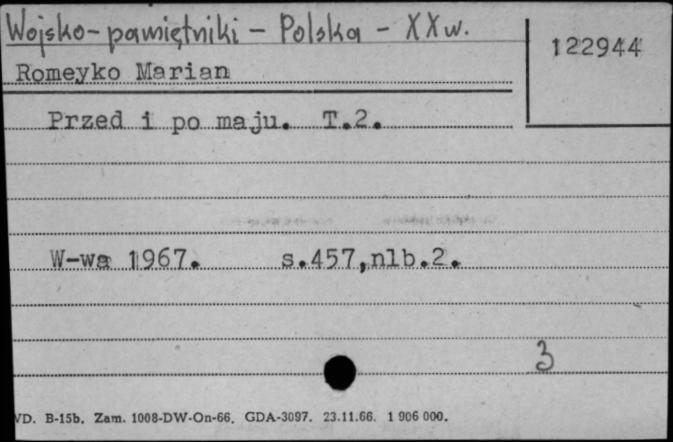 Wojsko - pamiętniki - Polska - XX w.
122944
Romeyko Marian
Przed i po maju. T.2.
W-wa 1967. s.457,nlb.2.
3
VD. B-15b. Zam. 1008-DW-On-66. GDA-3097. 23.11.66. 1 906 000.